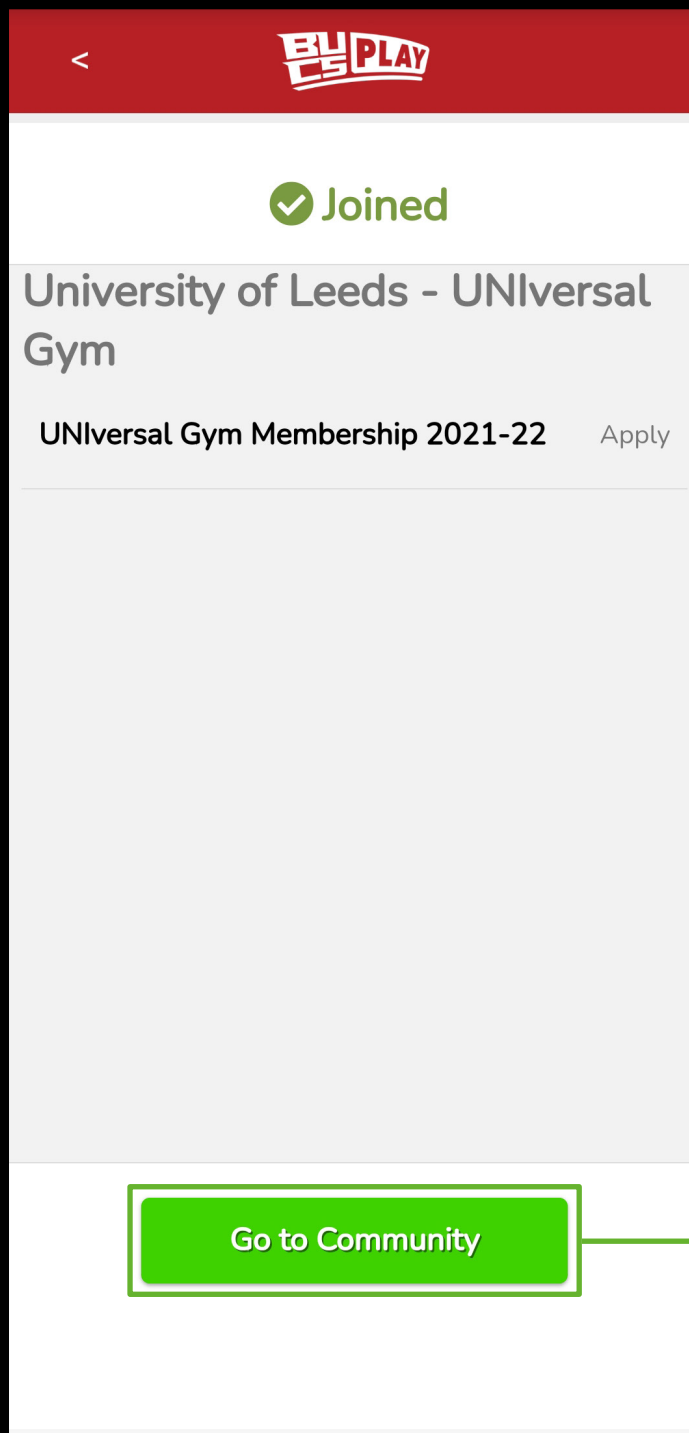 <
BUCS PLAY
Joined
University of Leeds - UNIversal
Gym
UNIversal Gym Membership 2021-22 Apply
Go to Community